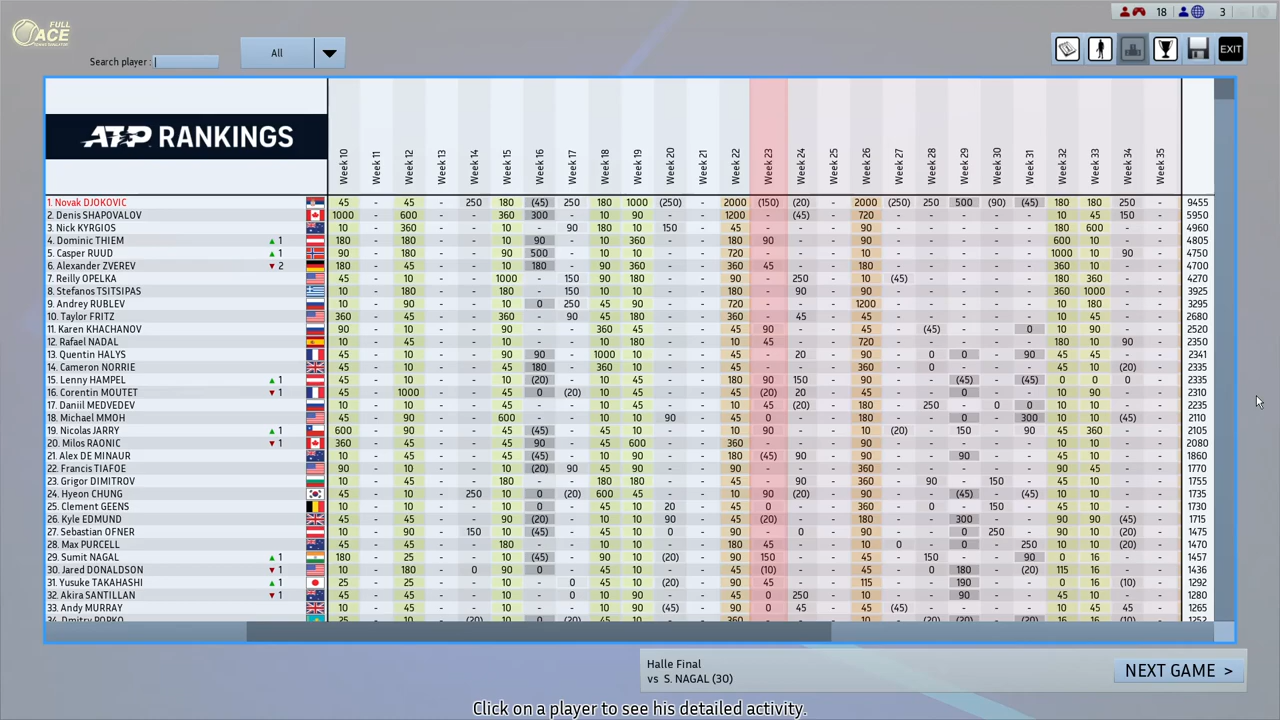 18 3
FULL ACE
Search player : All EXIT
ATP RANKINGS
Week 10 Week 11 Week 12 Week 13 Week 14 Week 15 Week 16 Week 17 Week 18 Week 19 Week 20 Week 21 Week 22 Week 23 Week 24 Week 25 Week 26 Week 27 Week 28 Week 29 Week 30 Week 31 Week 32 Week 33 Week 34 Week 35
1. Novak DJOKOVIC 45 - 45 - 250 180 (45) 250 180 1000 (250) - 2000 (150) (20) - 2000 (250) 250 500 (90) (45) 180 180 250 - 9455
2. Denis SHAPOVALOV 1000 - 600 - - 360 300 - 10 90 - - 1200 - (45) - 720 - - - - - 10 45 150 - 5950
3. Nick KYRGIOS 10 - 360 - - 10 - 90 180 10 150 - 45 - - - 90 - - - - - 180 600 - - 4960
4. Dominic THIEM ▲ 1 180 - 180 - - 10 90 - 10 360 - - 180 90 - - 90 - - - - - 600 10 - - 4805
5. Casper RUUD ▲ 1 90 - 180 - - 90 500 - 10 10 - - 720 - - - 10 - - - - - 1000 10 90 - 4750
6. Alexander ZVEREV ▼ 2 180 - 45 - - 10 180 - 90 360 - - 360 45 - - 180 - - - - - 360 10 - - 4700
7. Reilly OPELKA 45 - 10 - - 1000 - 150 90 180 - - 45 - 250 - 10 (45) - - - - 180 360 - - 4270
8. Stefanos TSITSIPAS 10 - 180 - - 180 - 150 10 10 - - 180 - 90 - 90 - - - - - 360 1000 - - 3925
9. Andrey RUBLEV 10 - 90 - - 90 0 250 45 90 - - 720 - - - 1200 - - - - - 10 180 - - 3295
10. Taylor FRITZ 360 - 10 - - 360 - 90 45 180 - - 360 - 45 - 10 - - - - - 10 10 - - 2680
11. Karen KHACHANOV 90 - 10 - - 90 - - 360 45 - - 45 90 - - 90 - (45) - - 0 10 90 - - 2520
12. Rafael NADAL 10 - 90 - - 10 - - 10 180 - - 10 45 - - 720 - - - - - 180 10 90 - 2350
13. Quentin HALYS 45 - 45 - - 90 90 - 1000 10 - - 45 - 20 - 10 - 0 0 - 90 45 45 - - 2341
14. Cameron NORRIE 45 - 10 - - 45 180 - 360 10 - - 45 - - - 360 - 0 - - - 10 10 (20) - 2335
15. Lenny HAMPEL ▲ 1 45 - 10 - - 10 (20) - 10 45 - - 180 90 150 - 90 - - (45) - (45) 0 0 0 - 2335
16. Corentin MOUTET ▼ 1 45 - 1000 - - 45 0 (20) 10 10 - - 45 (20) 20 - 45 - - 0 - - 10 90 - - 2310
17. Daniil MEDVEDEV 10 - 10 - - 45 - - 90 45 - - 10 45 (20) - 45 - 250 - 0 0 10 10 - - 2235
18. Michael MMOH 45 - 45 - - 600 - - 10 10 90 - 45 0 - - 180 - - 0 - 300 10 10 (45) - 2110
19. Nicolas JARRY ▲ 1 600 - 90 - - 45 (45) - 45 90 - - 10 90 - - 10 (20) - 150 - 90 45 360 - - 2105
20. Milos RAONIC ▼ 1 360 - 10 - - 45 90 - 45 600 - - 360 - - - 90 - - - - - 10 10 - - 2080
21. Alex DE MINAUR 10 - 90 - - 10 (45) - 45 45 - - 180 (45) 90 - 45 - - 90 - - 45 45 - - 1860
22. Francis TIAFOE 90 - 10 - - 10 (20) 90 45 90 - - 90 - - - 360 - - - - - 90 45 - - 1770
23. Grigor DIMITROV 10 - 45 - - 180 - - 180 180 - - 45 - 90 - 360 - 90 - 150 - 10 10 - - 1755
24. Hyeon CHUNG 45 - 10 - 250 10 0 (20) 600 45 - - 10 90 (20) - 90 - - (45) - (45) 10 10 - - 1735
25. Clement GEENS 10 - 90 - - 10 0 - 10 10 20 - 45 0 - - 360 - 0 - 150 - 10 10 - - 1730
26. Kyle EDMUND 45 - 45 - - 90 (20) - 10 10 90 - 45 (20) - - 180 - - 300 - - 90 90 (45) - 1715
27. Sebastian OFNER 10 - 90 - 150 10 (45) - 45 90 0 - 90 - 0 - 90 - - 0 250 - 10 10 (20) - 1475
28. Max PURCELL 45 - 45 - - 180 - - 10 10 - - 180 45 - - 10 0 - 0 - 250 10 10 (20) - 1470
29. Sumit NAGAL ▲ 1 180 - 25 - - 10 (45) - 90 10 (20) - 90 150 - - 45 - 150 - - 90 0 16 - - 1457
30. Jared DONALDSON ▼ 1 10 - 180 - 0 90 0 - 10 45 - - 45 (10) - - 45 - 0 180 - (20) 115 16 - - 1436
31. Yusuke TAKAHASHI ▲ 1 25 - 25 - - 10 - 0 45 10 (20) - 90 45 - - 115 - - 190 - - 0 16 (10) - 1292
32. Akira SANTILLAN ▼ 1 45 - 10 - - 10 - 0 45 45 - - 90 0 250 - 45 - - 90 - - 45 10 - - 1280
33. Andy MURRAY 10 - 45 - - 10 - - 10 90 (45) - 90 0 45 - 45 (45) - - - - 10 45 45 - 1265
Halle Final
vs S. NAGAL (30)
NEXT GAME >
Click on a player to see his detailed activity.